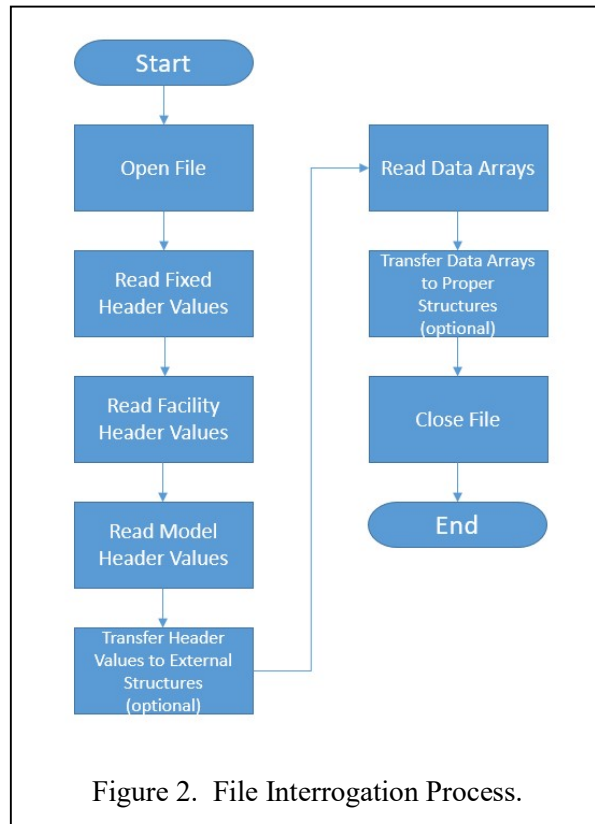 Start
Open File
Read Fixed
Header Values
Read Facility
Header Values
Read Model
Header Values
Transfer Header
Values to External
Structures
(optional)
Read Data Arrays
Transfer Data Arrays
to Proper
Structures
(optional)
Close File
End
Figure 2.  File Interrogation Process.